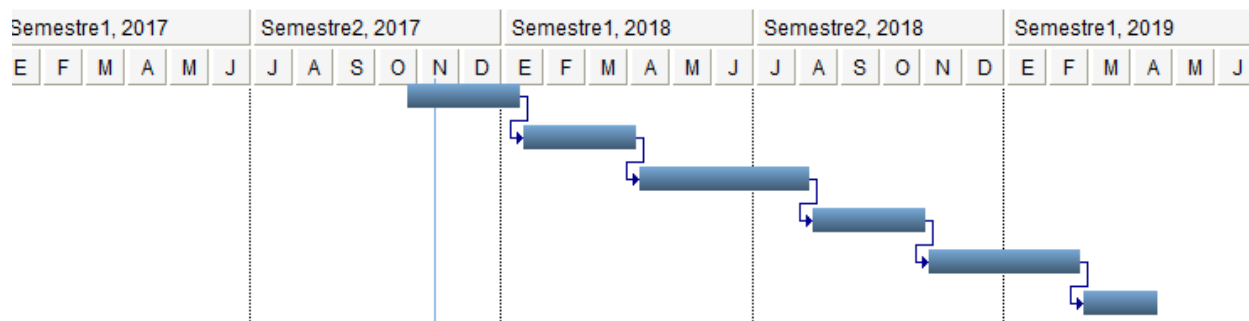 Semestre1, 2017 Semestre2, 2017 Semestre1, 2018 Semestre2, 2018 Semestre1, 2019
E F M A M J J A S O N D E F M A M J J A S O N D E F M A M J